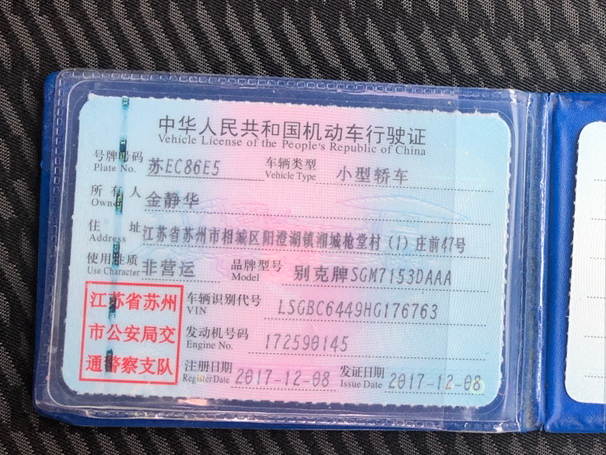 中华人民共和国机动车行驶证
Vehicle License of the People's Republic of China
号牌号码 苏EC86E5 车辆类型 小型轿车
Plate No. Vehicle Type
所有人 金静华
Owner
住址 江苏省苏州市相城区阳澄湖镇湘城枪堂村(1)庄前47号
Address
使用性质 非营运 品牌型号 别克牌SGM7153DAAA
Use Character Model
江苏省苏州
市公安局交
通警察支队
车辆识别代号 LSGBC6449HG176763
VIN
发动机号码 172590145
Engine No.
注册日期 2017-12-08 发证日期 2017-12-08
Register Date Issue Date